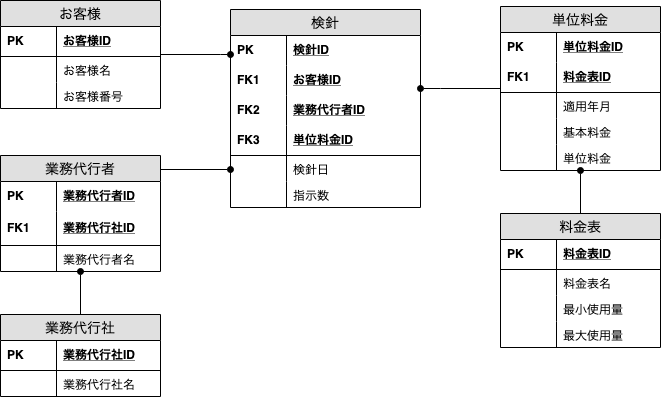 お客様
PK お客様ID
お客様名
お客様番号
検針
PK 検針ID
FK1 お客様ID
FK2 業務代行者ID
FK3 単位料金ID
検針日
指示数
単位料金
PK 単位料金ID
FK1 料金表ID
適用年月
基本料金
単位料金
業務代行者
PK 業務代行者ID
FK1 業務代行社ID
業務代行者名
料金表
PK 料金表ID
料金表名
最小使用量
最大使用量
業務代行社
PK 業務代行社ID
業務代行社名